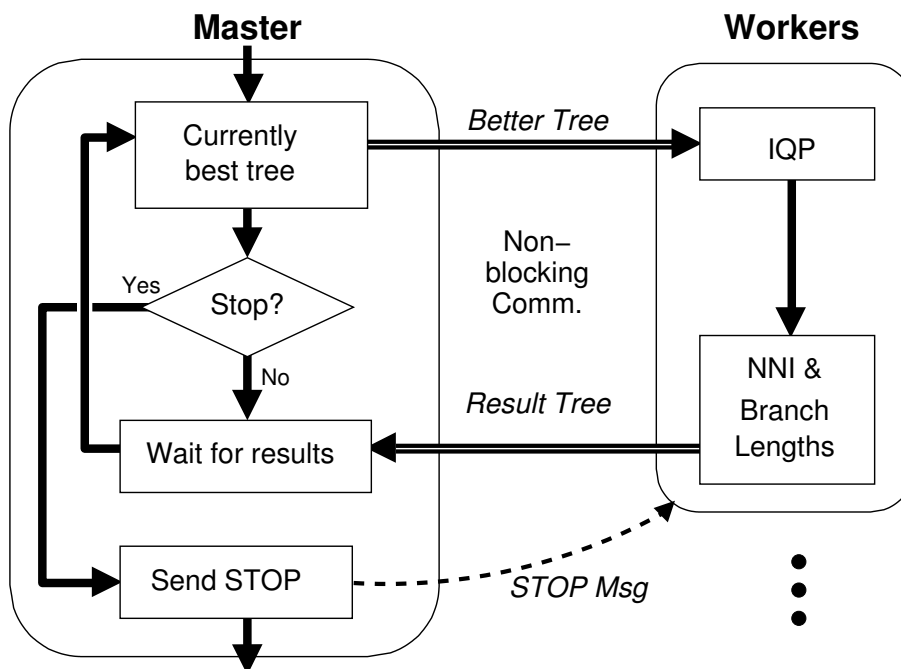 Master
Workers
Currently
best tree
Better Tree
IQP
Non–
blocking
Comm.
Yes
Stop?
No
NNI &
Branch
Lengths
Result Tree
Wait for results
Send STOP
STOP Msg